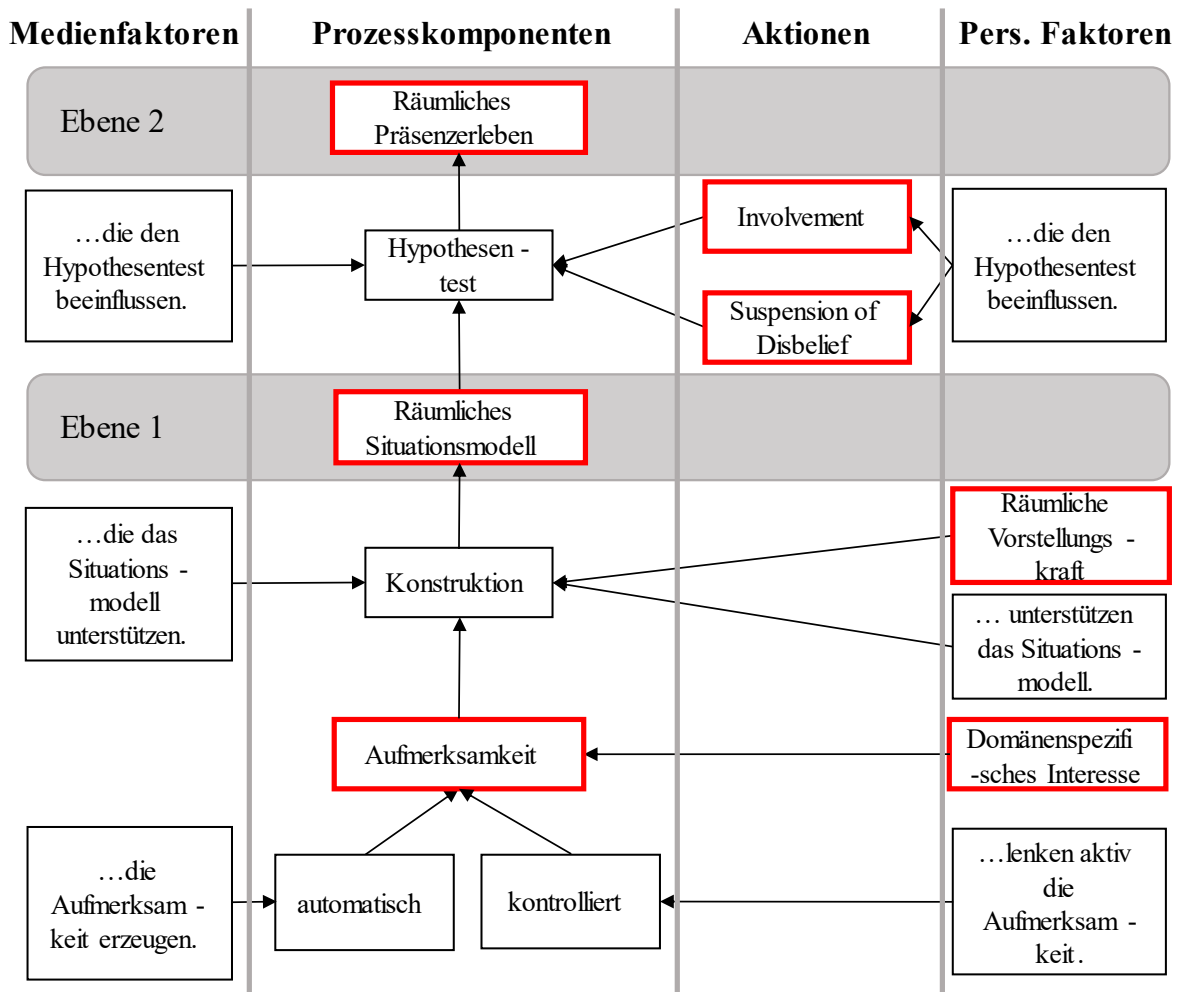 Medienfaktoren
Prozesskomponenten
Aktionen
Pers. Faktoren
Ebene 2
Räumliches
Präsenzerleben
…die den
Hypothesentest
beeinflussen.
Hypothesen -
test
Involvement
Suspension of
Disbelief
…die den
Hypothesentest
beeinflussen.
Ebene 1
Räumliches
Situationsmodell
…die das
Situations -
modell
unterstützen.
Konstruktion
Räumliche
Vorstellungs -
kraft
… unterstützen
das Situations -
modell.
Aufmerksamkeit
Domänenspezifi
-sches Interesse
…die
Aufmerksam -
keit erzeugen.
automatisch
kontrolliert
…lenken aktiv
die
Aufmerksam -
keit.